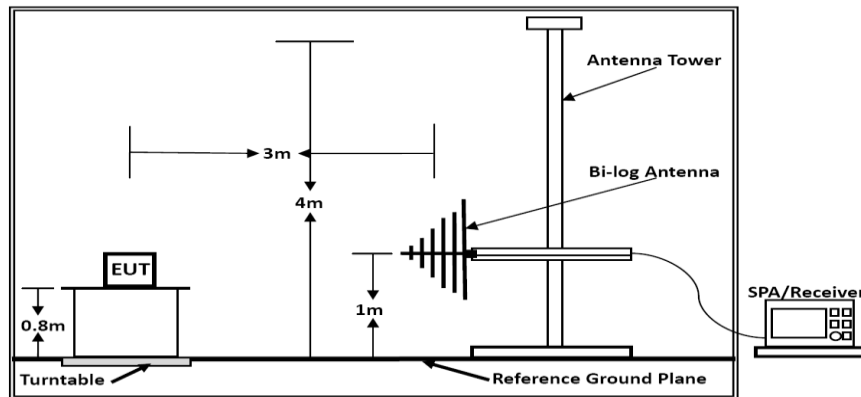 Antenna Tower
3m
Bi-log Antenna
4m
EUT
1m
SPA/Receiver
0.8m
Turntable
Reference Ground Plane